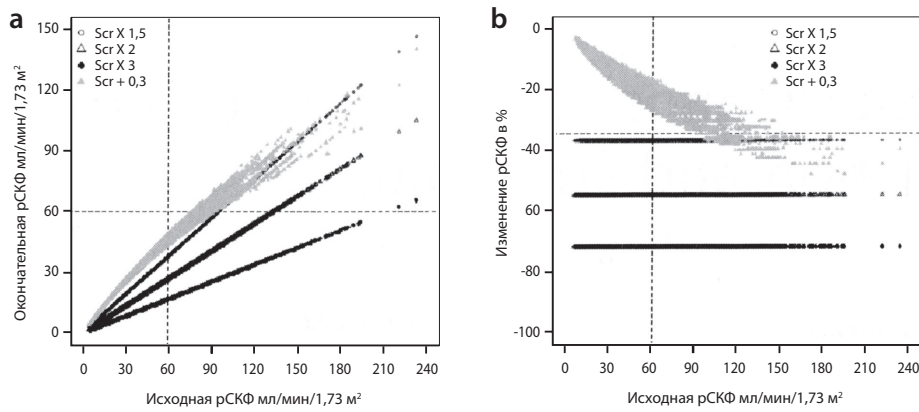 a
Окончательная рСКФ мл/мин/1,73 м²
150
120
90
60
30
0
Scr X 1,5
Scr X 2
Scr X 3
Scr + 0,3
0 30 60 90 120 150 180 210 240
Исходная рСКФ мл/мин/1,73 м²
b
Изменение рСКФ в %
0
-20
-40
-60
-80
-100
Scr X 1,5
Scr X 2
Scr X 3
Scr + 0,3
0 30 60 90 120 150 180 210 240
Исходная рСКФ мл/мин/1,73 м²